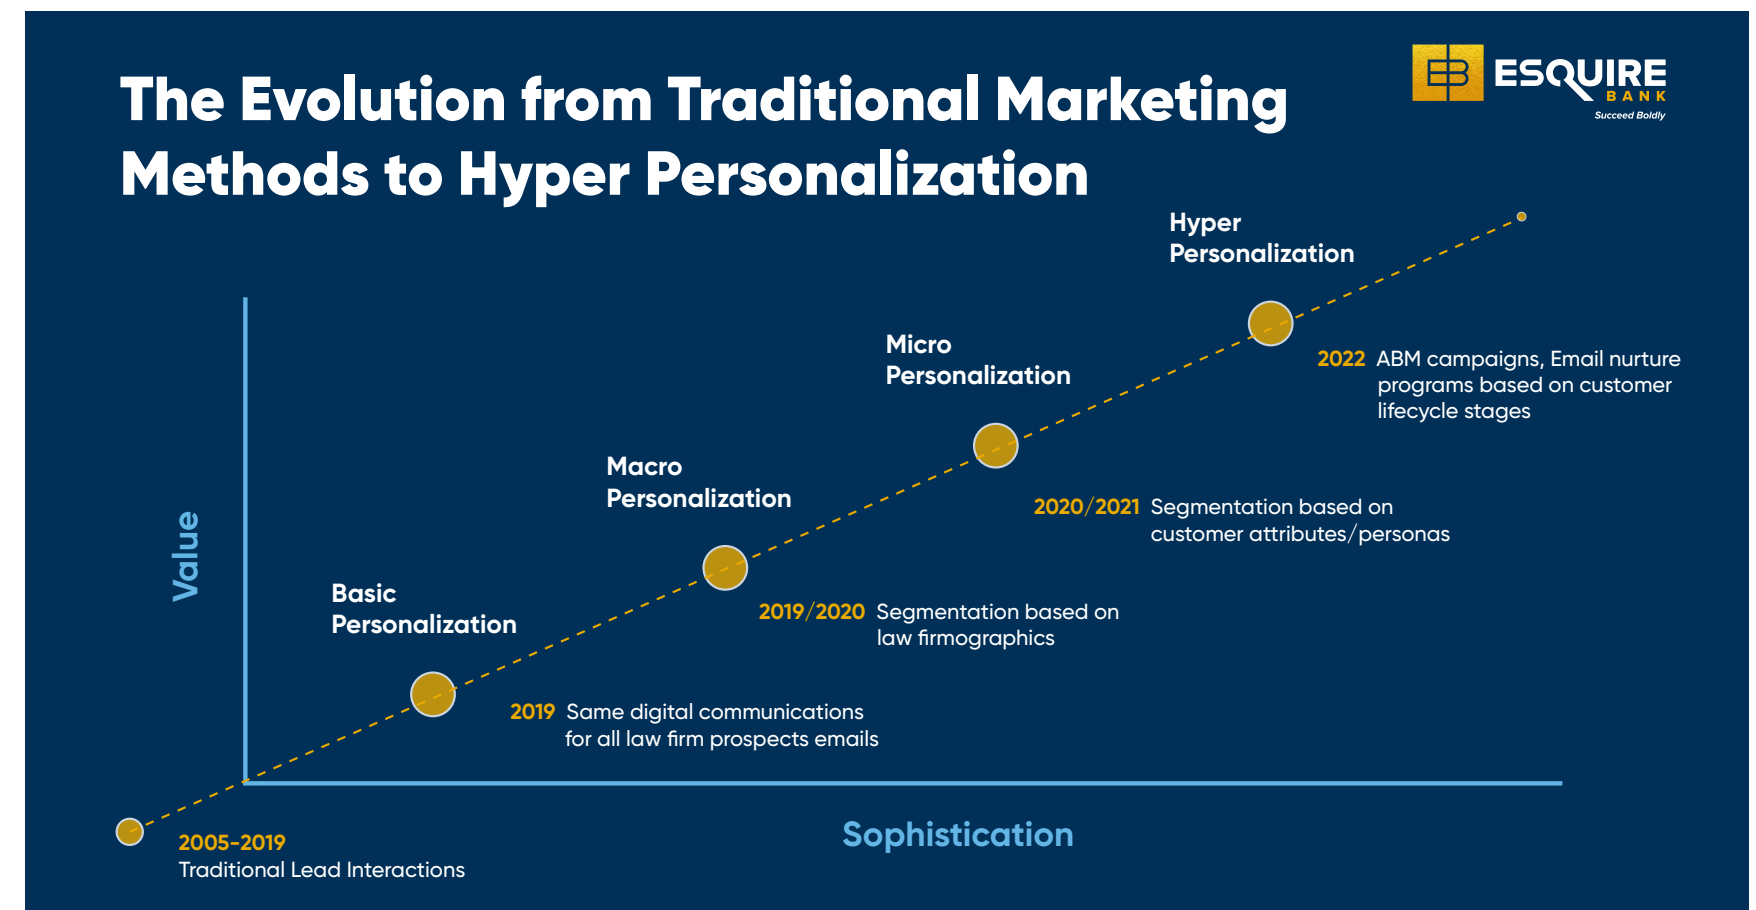 The Evolution from Traditional Marketing
Methods to Hyper Personalization
EB ESQUIRE
BANK
Succeed Boldly
Hyper
Personalization
2022 ABM campaigns, Email nurture
programs based on customer
lifecycle stages
Micro
Personalization
2020/2021 Segmentation based on
customer attributes/personas
Macro
Personalization
2019/2020 Segmentation based on
law firmographics
Basic
Personalization
2019 Same digital communications
for all law firm prospects emails
Value
Sophistication
2005-2019
Traditional Lead Interactions